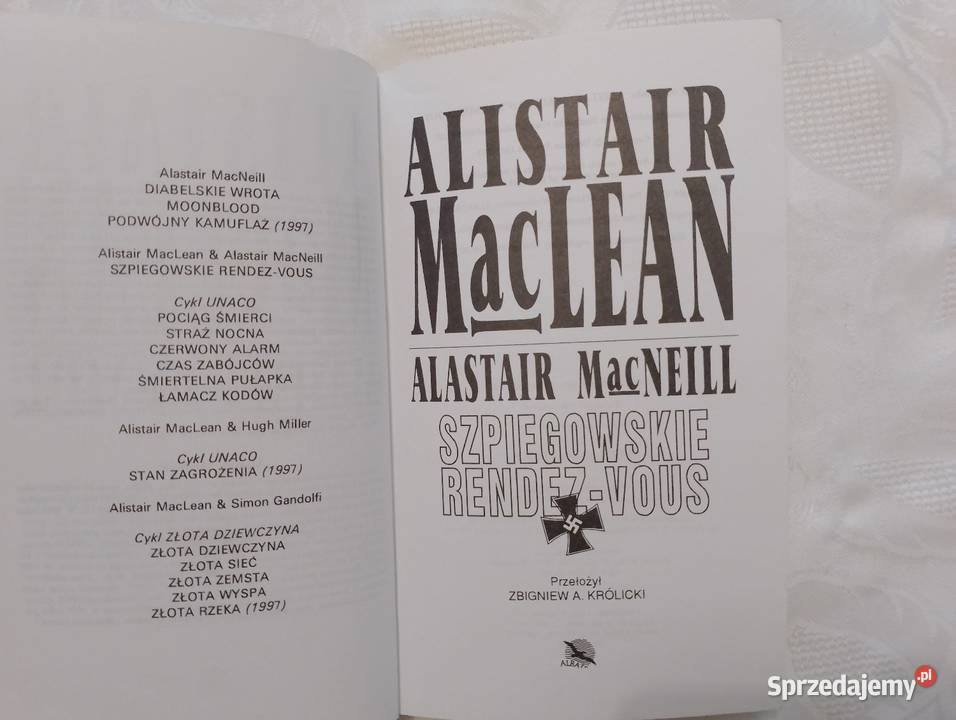 Alastair MacNeill
DIABELSKIE WROTA
MOONBLOOD
PODWÓJNY KAMUFLAŻ (1997)
Alistair MacLean & Alastair MacNeill
SZPIEGOWSKIE RENDEZ-VOUS
Cykl UNACO
POCIĄG ŚMIERCI
STRAŻ NOCNA
CZERWONY ALARM
CZAS ZABÓJCÓW
ŚMIERTELNA PUŁAPKA
ŁAMACZ KODÓW
Alistair MacLean & Hugh Miller
Cykl UNACO
STAN ZAGROŻENIA (1997)
Alistair MacLean & Simon Gandolfi
Cykl ZŁOTA DZIEWCZYNA
ZŁOTA DZIEWCZYNA
ZŁOTA SIEĆ
ZŁOTA ZEMSTA
ZŁOTA WYSPA
ZŁOTA RZEKA (1997)
ALISTAIR
MacLEAN
ALASTAIR MacNEILL
SZPIEGOWSKIE
RENDEZ-VOUS
Przełożył
ZBIGNIEW A. KRÓLICKI
Sprzedajemy.pl